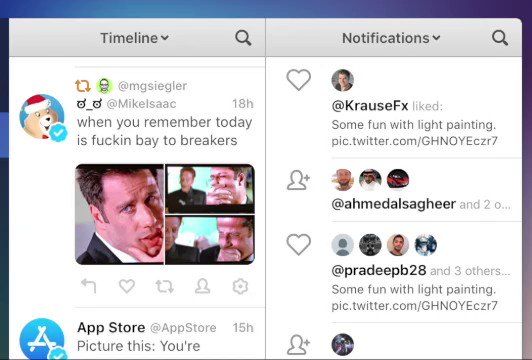 Timeline
@mgsiegler
ಠ_ಠ @MikeIsaac 18h
when you remember today
is fuckin bay to breakers
App Store @AppStore 15h
Picture this: You're
Notifications
@KrauseFx liked:
Some fun with light painting.
pic.twitter.com/GHNOYEczr7
@ahmedalsagheer and 2 o...
@pradeepb28 and 3 others...
Some fun with light painting.
pic.twitter.com/GHNOYEczr7